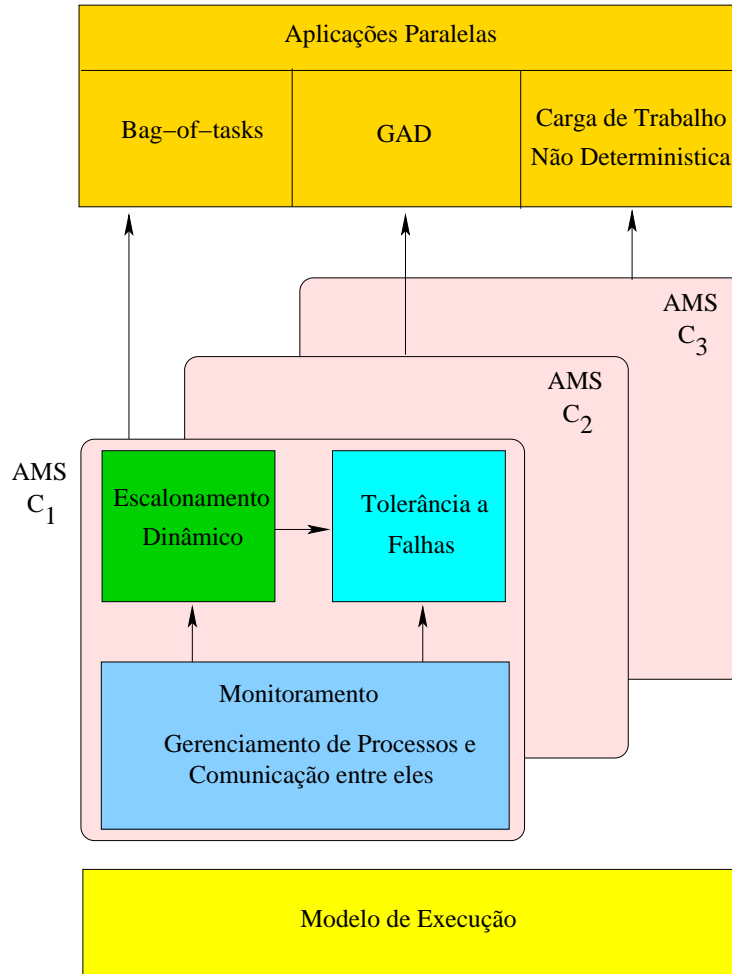 Aplicações Paralelas
Bag−of−tasks
GAD
Carga de Trabalho
Não Deterministica
AMS
C3
AMS
C2
AMS
C1
Escalonamento
Dinâmico
Tolerância a
Falhas
Monitoramento
Gerenciamento de Processos e
Comunicação entre eles
Modelo de Execução